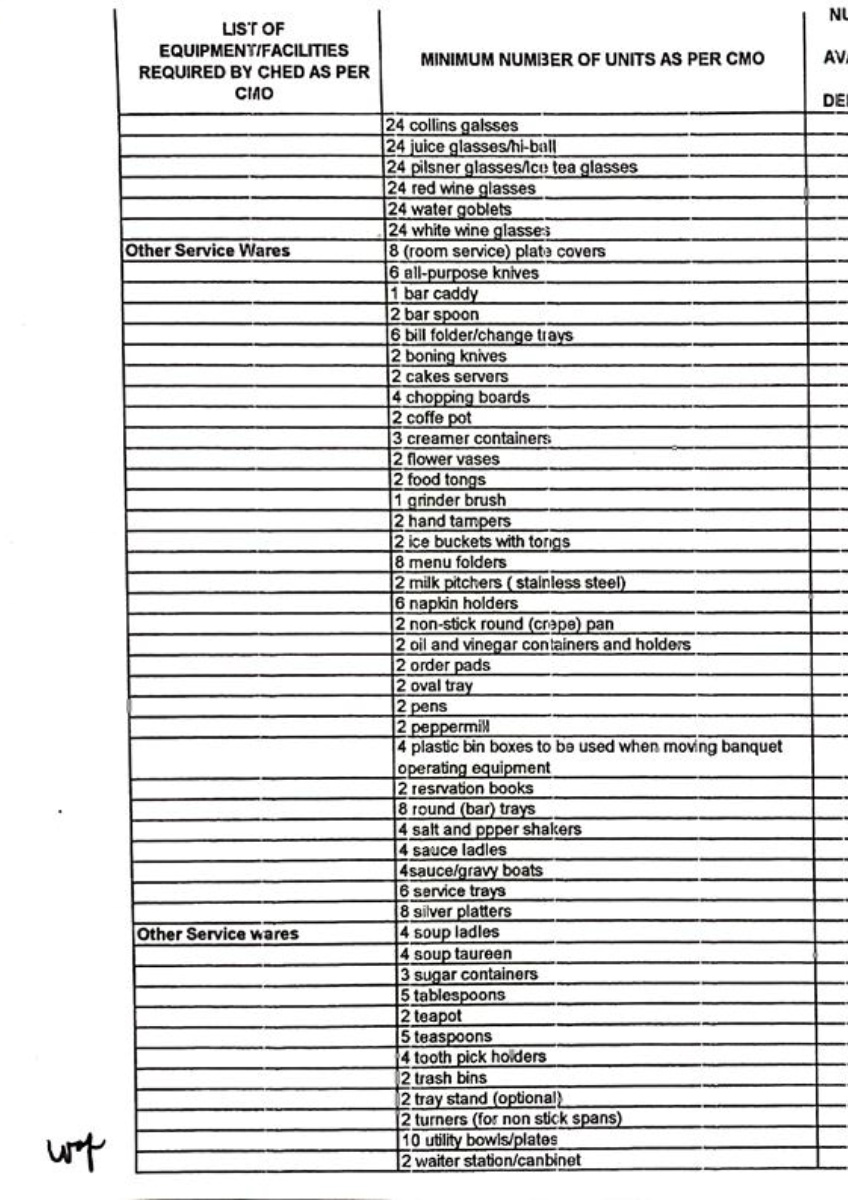 LIST OF
EQUIPMENT/FACILITIES
REQUIRED BY CHED AS PER
CMO
MINIMUM NUMBER OF UNITS AS PER CMO
24 collins galsses
24 juice glasses/hi-ball
24 pilsner glasses/Ice tea glasses
24 red wine glasses
24 water goblets
24 white wine glasses
Other Service Wares
8 (room service) plate covers
6 all-purpose knives
1 bar caddy
2 bar spoon
6 bill folder/change trays
2 boning knives
2 cakes servers
4 chopping boards
2 coffe pot
3 creamer containers
2 flower vases
2 food tongs
1 grinder brush
2 hand tampers
2 ice buckets with tongs
8 menu folders
2 milk pitchers ( stainless steel)
6 napkin holders
2 non-stick round (crepe) pan
2 oil and vinegar containers and holders
2 order pads
2 oval tray
2 pens
2 peppermill
4 plastic bin boxes to be used when moving banquet
operating equipment
2 resrvation books
8 round (bar) trays
4 salt and ppper shakers
4 sauce ladles
4sauce/gravy boats
6 service trays
8 silver platters
Other Service wares
4 soup ladles
4 soup taureen
3 sugar containers
5 tablespoons
2 teapot
5 teaspoons
4 tooth pick holders
2 trash bins
2 tray stand (optional)
2 turners (for non stick spans)
10 utility bowls/plates
2 waiter station/canbinet